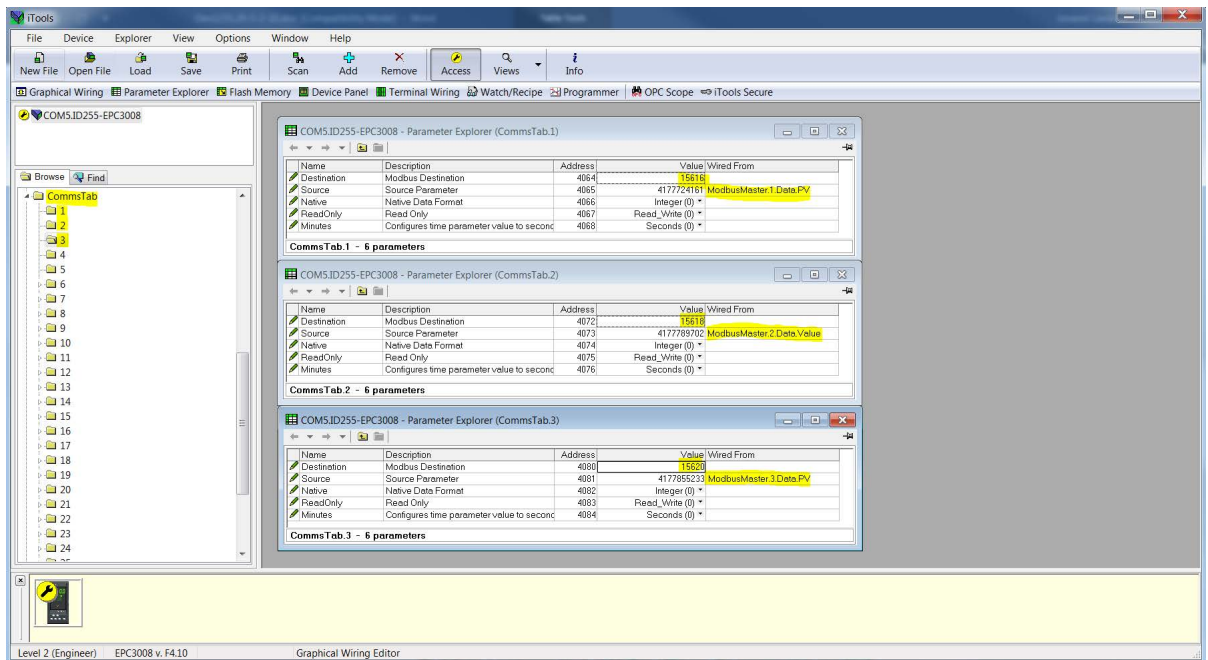 iTools
File Device Explorer View Options Window Help
New File Open File Load Save Print Scan Add Remove Access Views Info
Graphical Wiring Parameter Explorer Flash Memory Device Panel Terminal Wiring Watch/Recipe Programmer OPC Scope iTools Secure
COM5.ID255-EPC3008
Browse Find
CommsTab
1
2
3
4
5
6
7
8
9
10
11
12
13
14
15
16
17
18
19
20
21
22
23
24
COM5.ID255-EPC3008 - Parameter Explorer (CommsTab.1)
Name Description Address Value Wired From
Destination Modbus Destination 4064 15616
Source Source Parameter 4065 4177724161 ModbusMaster.1.Data.PV
Native Native Data Format 4066 Integer (0)
ReadOnly Read Only 4067 Read_Write (0)
Minutes Configures time parameter value to second 4068 Seconds (0)
CommsTab.1 - 6 parameters
COM5.ID255-EPC3008 - Parameter Explorer (CommsTab.2)
Name Description Address Value Wired From
Destination Modbus Destination 4072 15618
Source Source Parameter 4073 4177789702 ModbusMaster.2.Data.Value
Native Native Data Format 4074 Integer (0)
ReadOnly Read Only 4075 Read_Write (0)
Minutes Configures time parameter value to second 4076 Seconds (0)
CommsTab.2 - 6 parameters
COM5.ID255-EPC3008 - Parameter Explorer (CommsTab.3)
Name Description Address Value Wired From
Destination Modbus Destination 4080 15620
Source Source Parameter 4081 4177855233 ModbusMaster.3.Data.PV
Native Native Data Format 4082 Integer (0)
ReadOnly Read Only 4083 Read_Write (0)
Minutes Configures time parameter value to second 4084 Seconds (0)
CommsTab.3 - 6 parameters
Level 2 (Engineer) EPC3008 v. F4.10 Graphical Wiring Editor